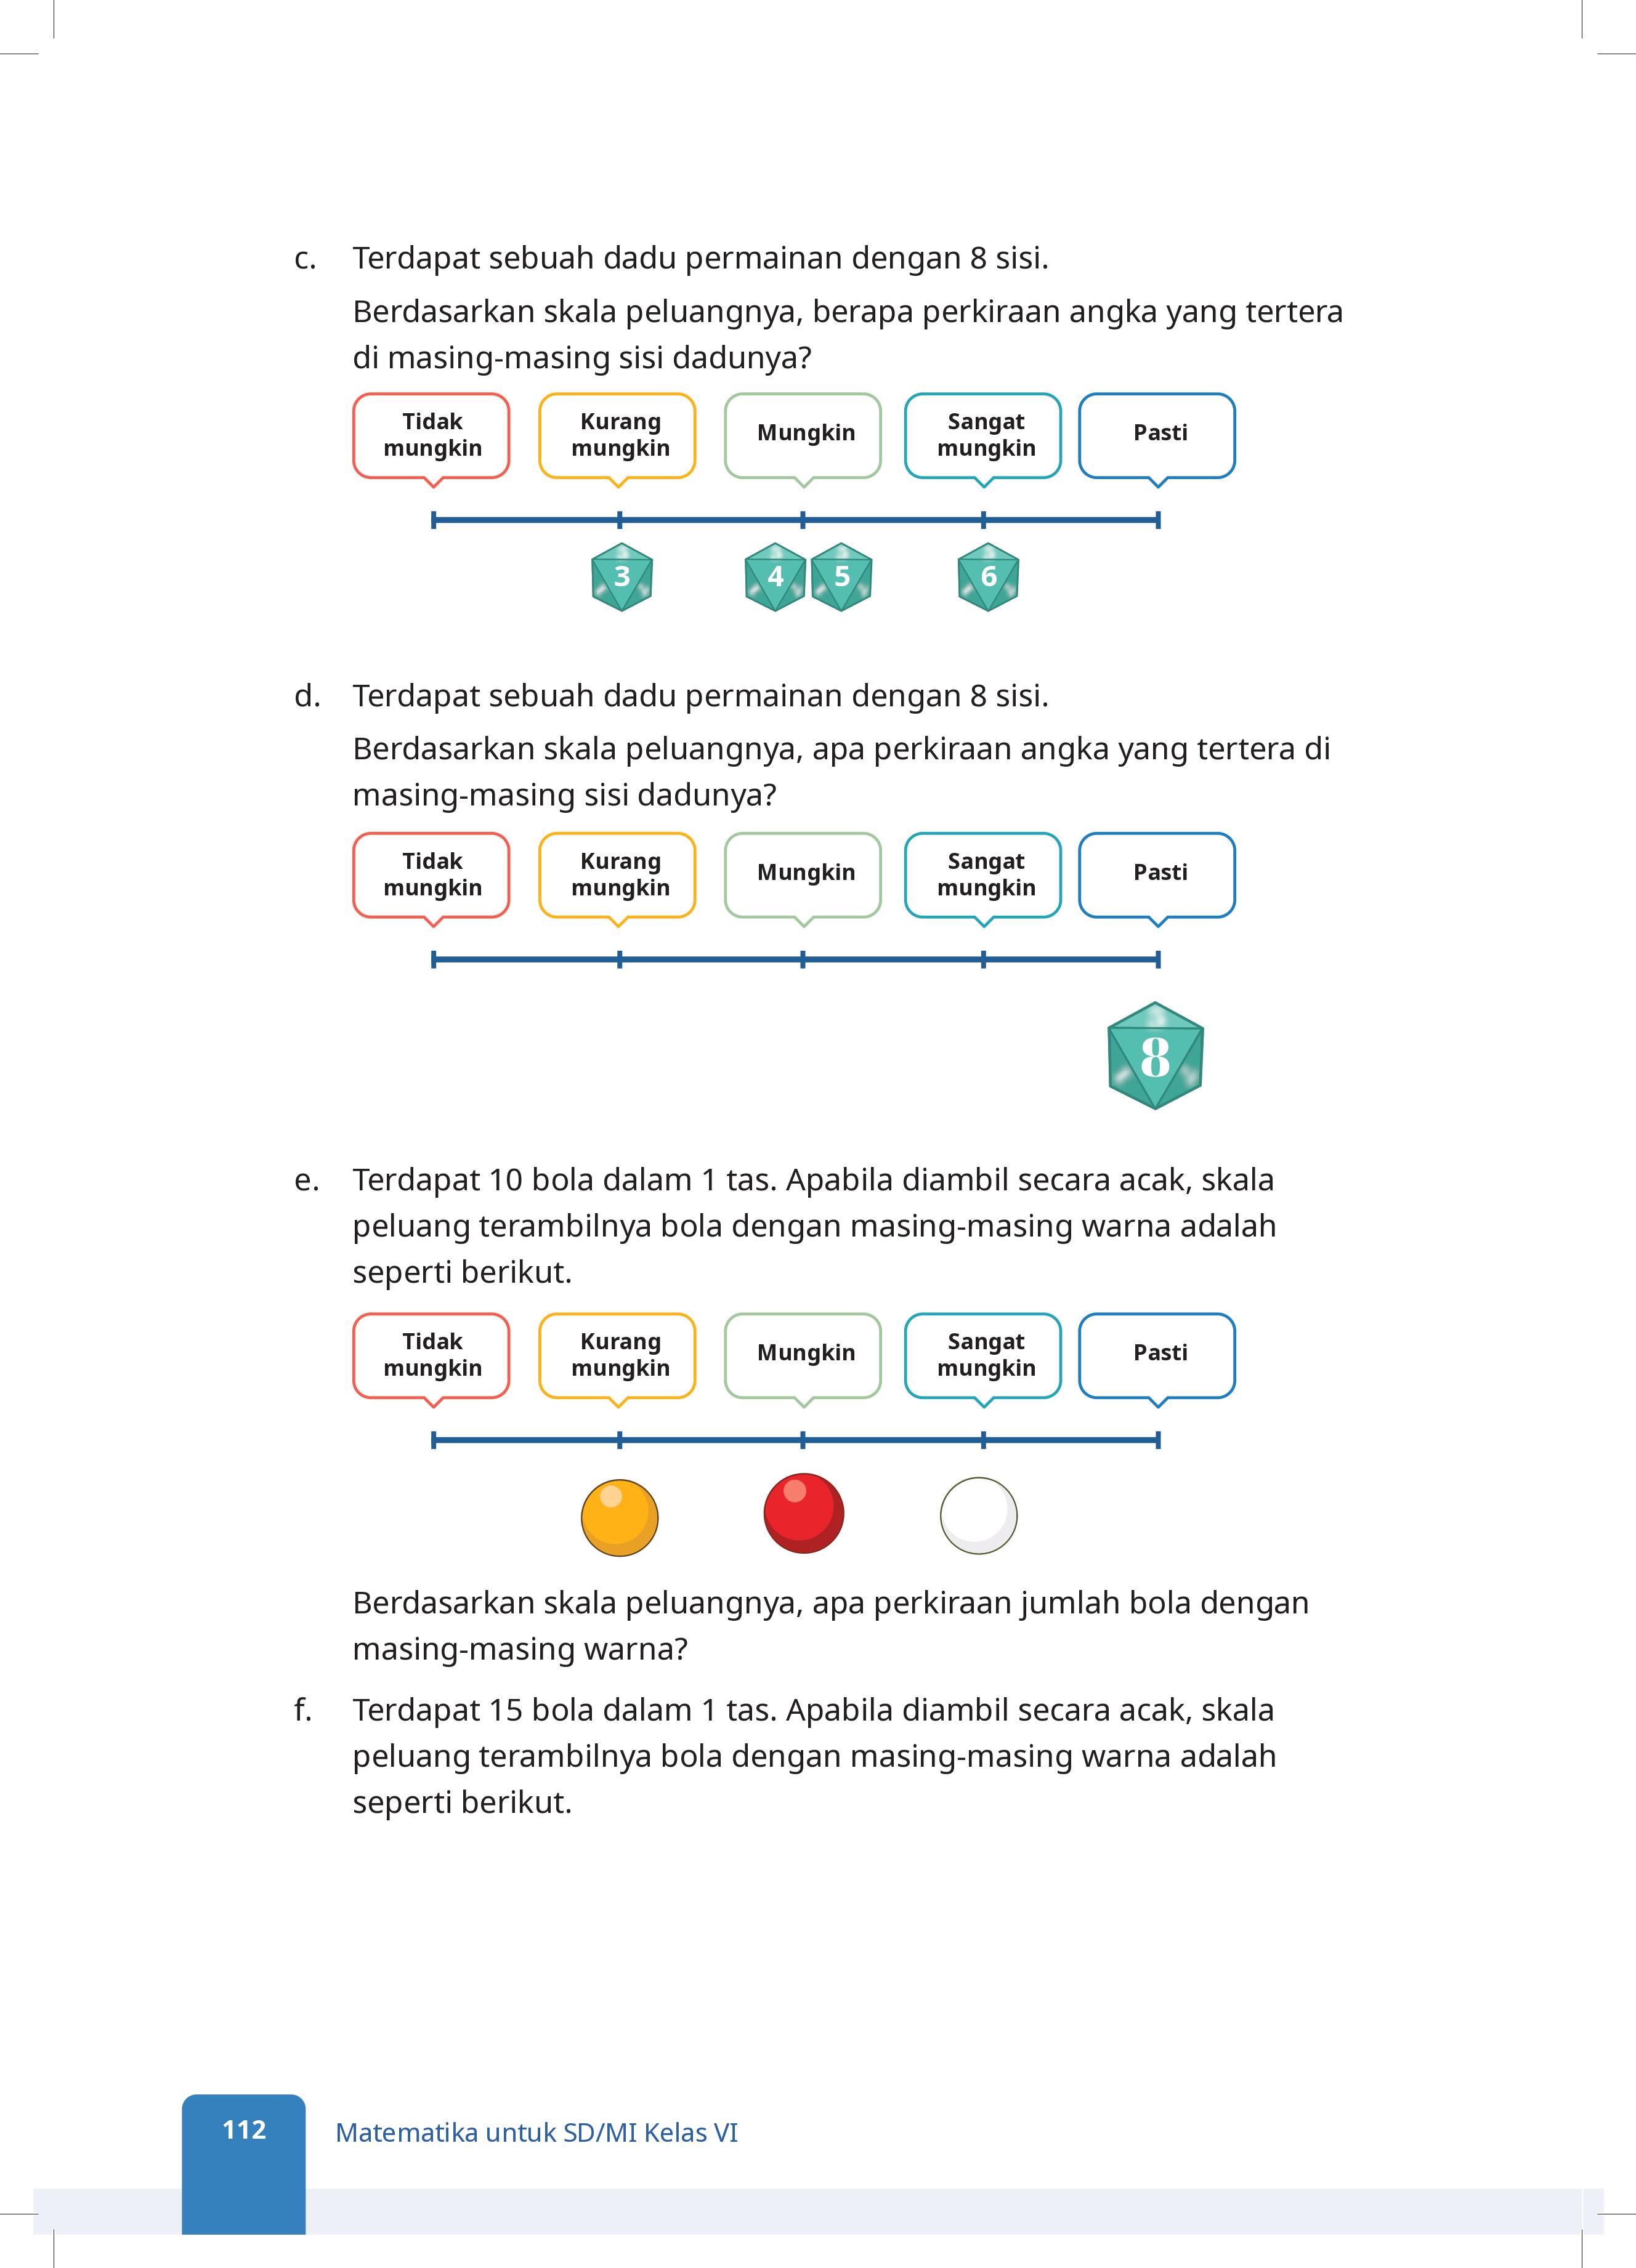 c. Terdapat sebuah dadu permainan dengan 8 sisi.
Berdasarkan skala peluangnya, berapa perkiraan angka yang tertera
di masing-masing sisi dadunya?
Tidak
mungkin
Kurang
mungkin
Mungkin
Sangat
mungkin
Pasti
3
4
5
6
d. Terdapat sebuah dadu permainan dengan 8 sisi.
Berdasarkan skala peluangnya, apa perkiraan angka yang tertera di
masing-masing sisi dadunya?
Tidak
mungkin
Kurang
mungkin
Mungkin
Sangat
mungkin
Pasti
8
e. Terdapat 10 bola dalam 1 tas. Apabila diambil secara acak, skala
peluang terambilnya bola dengan masing-masing warna adalah
seperti berikut.
Tidak
mungkin
Kurang
mungkin
Mungkin
Sangat
mungkin
Pasti
Berdasarkan skala peluangnya, apa perkiraan jumlah bola dengan
masing-masing warna?
f. Terdapat 15 bola dalam 1 tas. Apabila diambil secara acak, skala
peluang terambilnya bola dengan masing-masing warna adalah
seperti berikut.
112 Matematika untuk SD/MI Kelas VI